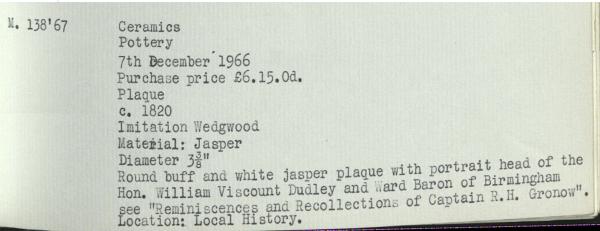 M. 138'67
Ceramics
Pottery
7th December 1966
Purchase price £6.15.0d.
Plaque
c. 1820
Imitation Wedgwood
Material: Jasper
Diameter 3⅜"
Round buff and white jasper plaque with portrait head of the
Hon. William Viscount Dudley and Ward Baron of Birmingham
see "Reminiscences and Recollections of Captain R.H. Gronow".
Location: Local History.